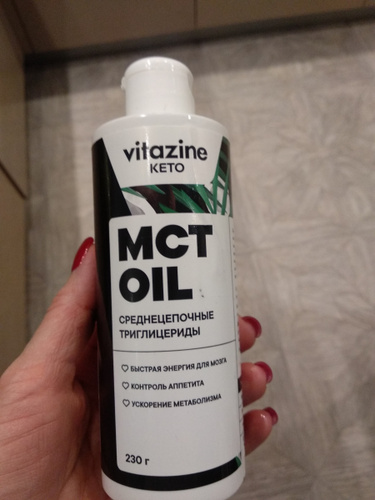 vitazine
KETO
MCT
OIL
СРЕДНЕЦЕПОЧНЫЕ
ТРИГЛИЦЕРИДЫ
БЫСТРАЯ ЭНЕРГИЯ ДЛЯ МОЗГА
КОНТРОЛЬ АППЕТИТА
УСКОРЕНИЕ МЕТАБОЛИЗМА
230 г